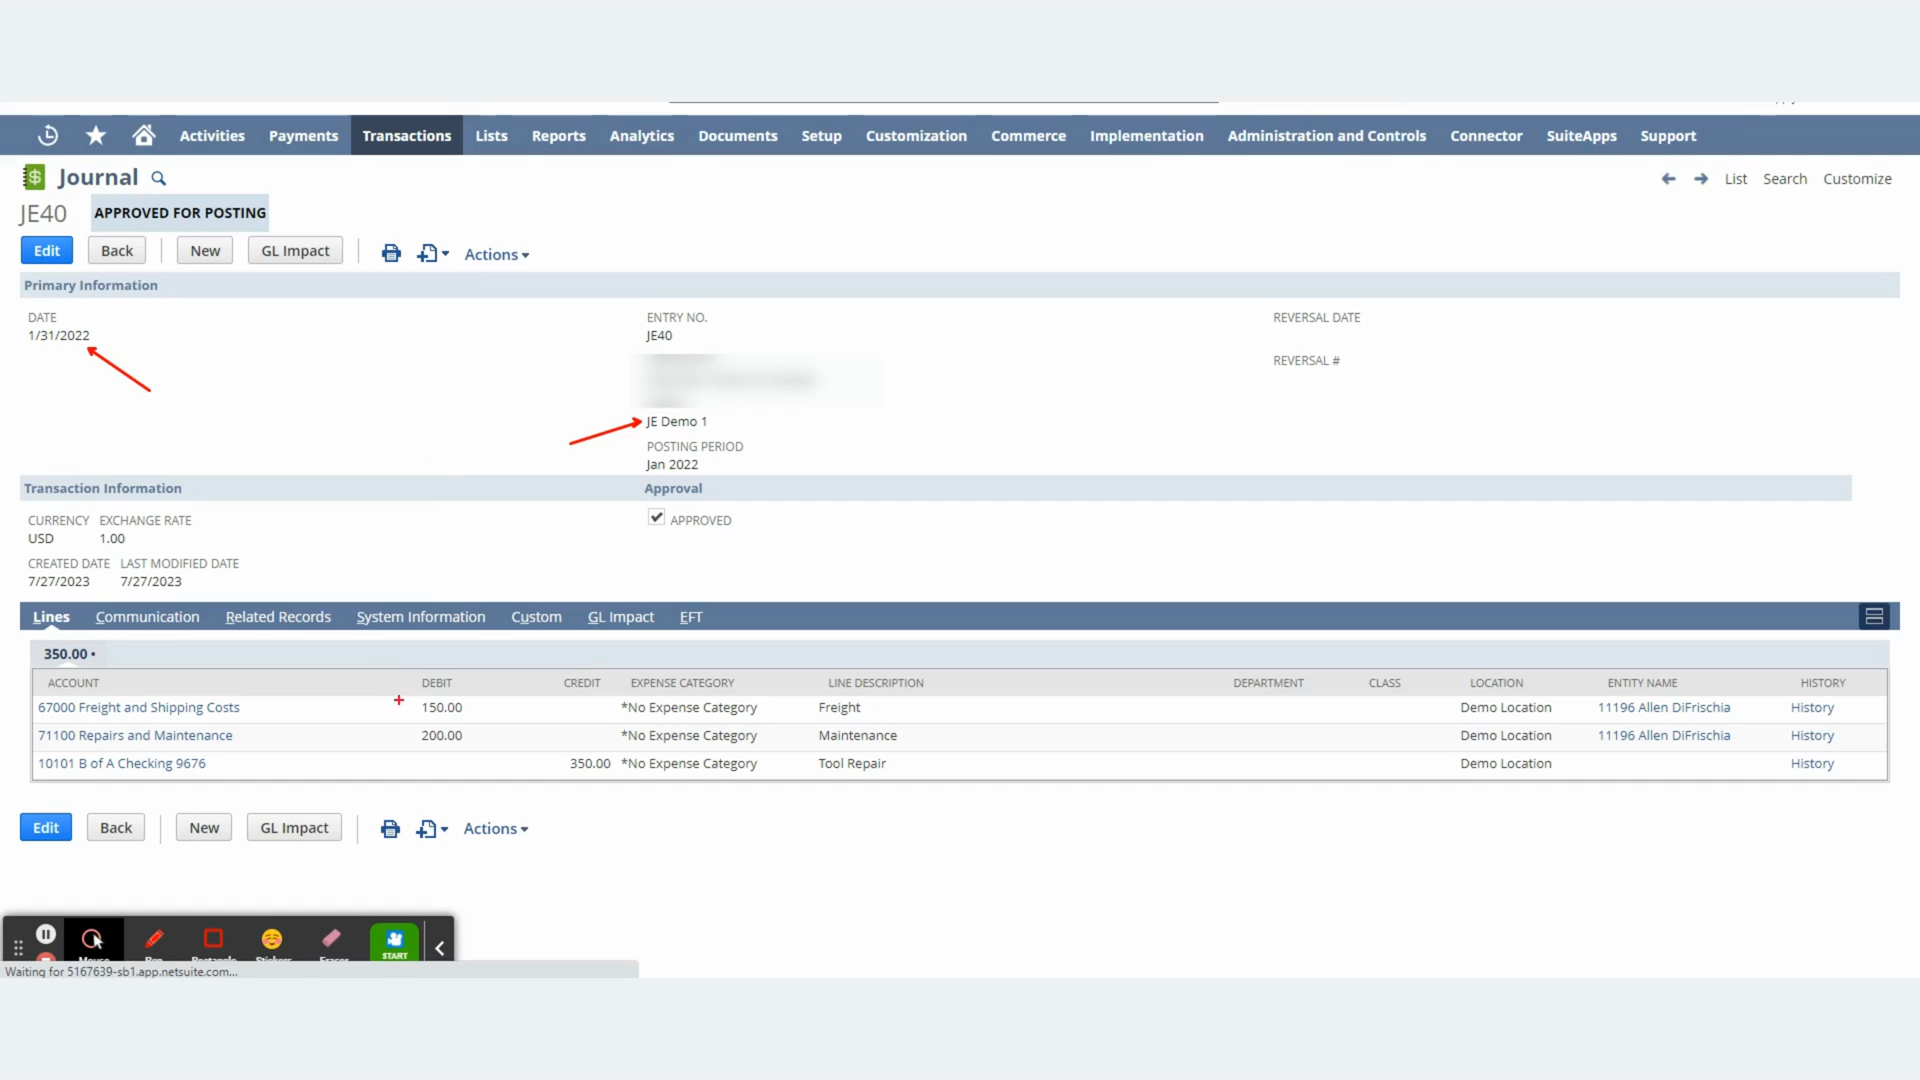 Activities Payments Transactions Lists Reports Analytics Documents Setup Customization Commerce Implementation Administration and Controls Connector SuiteApps Support
Journal
List Search Customize
JE40 APPROVED FOR POSTING
Edit Back New GL Impact Actions
Primary Information
DATE ENTRY NO. REVERSAL DATE
1/31/2022 JE40
REVERSAL #
JE Demo 1
POSTING PERIOD
Jan 2022
Transaction Information Approval
CURRENCY EXCHANGE RATE APPROVED
USD 1.00
CREATED DATE LAST MODIFIED DATE
7/27/2023 7/27/2023
Lines Communication Related Records System Information Custom GL Impact EFT
350.00 •
ACCOUNT DEBIT CREDIT EXPENSE CATEGORY LINE DESCRIPTION DEPARTMENT CLASS LOCATION ENTITY NAME HISTORY
67000 Freight and Shipping Costs 150.00 *No Expense Category Freight Demo Location 11196 Allen DiFrischia History
71100 Repairs and Maintenance 200.00 *No Expense Category Maintenance Demo Location 11196 Allen DiFrischia History
10101 B of A Checking 9676 350.00 *No Expense Category Tool Repair Demo Location History
Edit Back New GL Impact Actions
START
Waiting for 5167639-sb1.app.netsuite.com...